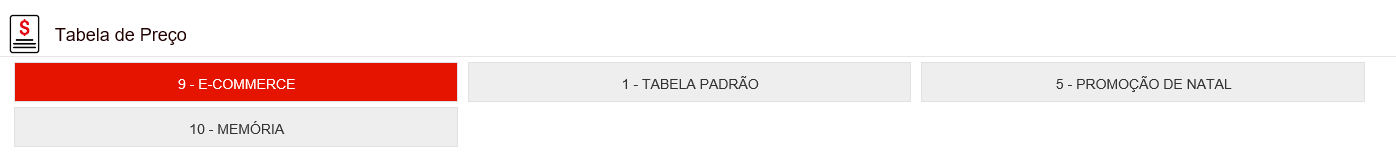 $
Tabela de Preço
9 - E-COMMERCE
1 - TABELA PADRÃO
5 - PROMOÇÃO DE NATAL
10 - MEMÓRIA